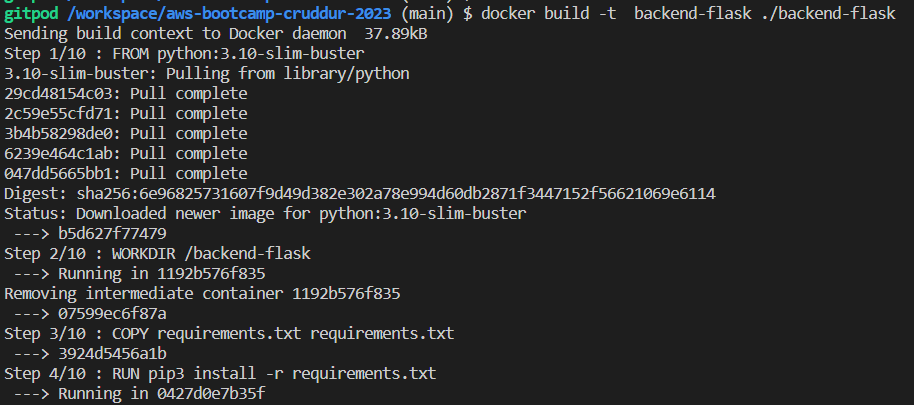 gitpod /workspace/aws-bootcamp-cruddur-2023 (main) $ docker build -t  backend-flask ./backend-flask
Sending build context to Docker daemon  37.89kB
Step 1/10 : FROM python:3.10-slim-buster
3.10-slim-buster: Pulling from library/python
29cd48154c03: Pull complete
2c59e55cfd71: Pull complete
3b4b58298de0: Pull complete
6239e464c1ab: Pull complete
047dd5665bb1: Pull complete
Digest: sha256:6e96825731607f9d49d382e302a78e994d60db2871f3447152f56621069e6114
Status: Downloaded newer image for python:3.10-slim-buster
 ---> b5d627f77479
Step 2/10 : WORKDIR /backend-flask
 ---> Running in 1192b576f835
Removing intermediate container 1192b576f835
 ---> 07599ec6f87a
Step 3/10 : COPY requirements.txt requirements.txt
 ---> 3924d5456a1b
Step 4/10 : RUN pip3 install -r requirements.txt
 ---> Running in 0427d0e7b35f